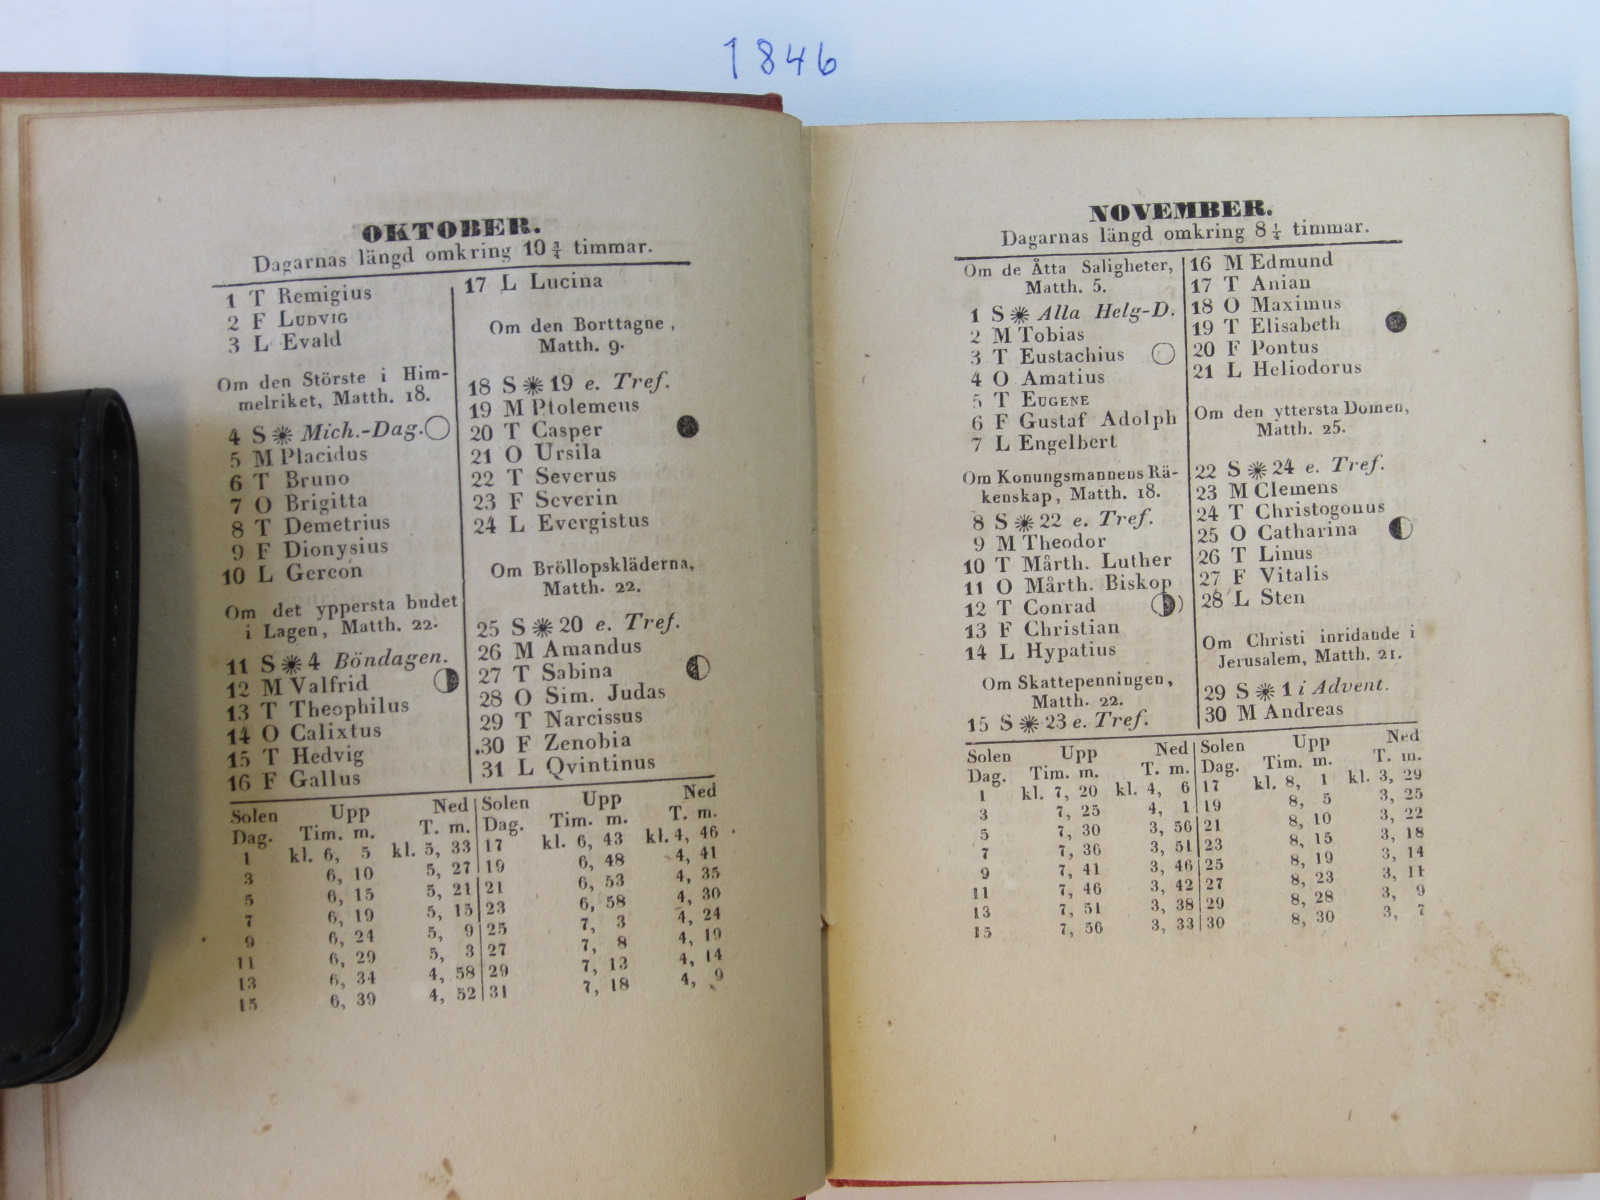 1846
OKTOBER.
Dagarnas längd omkring 10 3/4 timmar.
1 T Remigius
2 F LUDVIG
3 L Evald
Om den Störste i Him-
melriket, Matth. 18.
4 S Mich.-Dag.
5 M Placidus
6 T Bruno
7 O Brigitta
8 T Demetrius
9 F Dionysius
10 L Gereon
Om det yppersta budet
i Lagen, Matth. 22.
11 S 4 Böndagen.
12 M Valfrid
13 T Theophilus
14 O Calixtus
15 T Hedvig
16 F Gallus
17 L Lucina
Om den Borttagne,
Matth. 9.
18 S 19 e. Tref.
19 M Ptolemeus
20 T Casper
21 O Ursila
22 T Severus
23 F Severin
24 L Evergistus
Om Bröllopskläderna,
Matth. 22.
25 S 20 e. Tref.
26 M Amandus
27 T Sabina
28 O Sim. Judas
29 T Narcissus
30 F Zenobia
31 L Qvintinus
Solen Upp Ned Solen Upp Ned
Dag. Tim. m. T. m. Dag. Tim. m. T. m.
1 kl. 6, 5 kl. 5, 33 17 kl. 6, 43 kl. 4, 46
3 6, 10 5, 27 19 6, 48 4, 41
5 6, 15 5, 21 21 6, 53 4, 35
7 6, 19 5, 15 23 6, 58 4, 30
9 6, 24 5, 9 25 7, 3 4, 24
11 6, 29 5, 3 27 7, 8 4, 19
13 6, 34 4, 58 29 7, 13 4, 14
15 6, 39 4, 52 31 7, 18 4, 9
NOVEMBER.
Dagarnas längd omkring 8 1/4 timmar.
Om de Åtta Saligheter,
Matth. 5.
1 S Alla Helg-D.
2 M Tobias
3 T Eustachius
4 O Amatius
5 T EUGENE
6 F Gustaf Adolph
7 L Engelbert
Om Konungsmannens Rä-
kenskap, Matth. 18.
8 S 22 e. Tref.
9 M Theodor
10 T Mårth. Luther
11 O Mårth. Biskop
12 T Conrad
13 F Christian
14 L Hypatius
Om Skattepenningen,
Matth. 22.
15 S 23 e. Tref.
16 M Edmund
17 T Anian
18 O Maximus
19 T Elisabeth
20 F Pontus
21 L Heliodorus
Om den yttersta Domen,
Matth. 25.
22 S 24 e. Tref.
23 M Clemens
24 T Christogonus
25 O Catharina
26 T Linus
27 F Vitalis
28 L Sten
Om Christi inridande i
Jerusalem, Matth. 21.
29 S 1 i Advent.
30 M Andreas
Solen Upp Ned Solen Upp Ned
Dag. Tim. m. T. m. Dag. T. m. T. m.
1 kl. 7, 20 kl. 4, 6 17 kl. 8, 1 kl. 3, 29
3 7, 25 4, 1 19 8, 5 3, 25
5 7, 30 3, 56 21 8, 10 3, 22
7 7, 36 3, 51 23 8, 15 3, 18
9 7, 41 3, 46 25 8, 19 3, 14
11 7, 46 3, 42 27 8, 23 3, 11
13 7, 51 3, 38 29 8, 28 3, 9
15 7, 56 3, 33 30 8, 30 3, 7